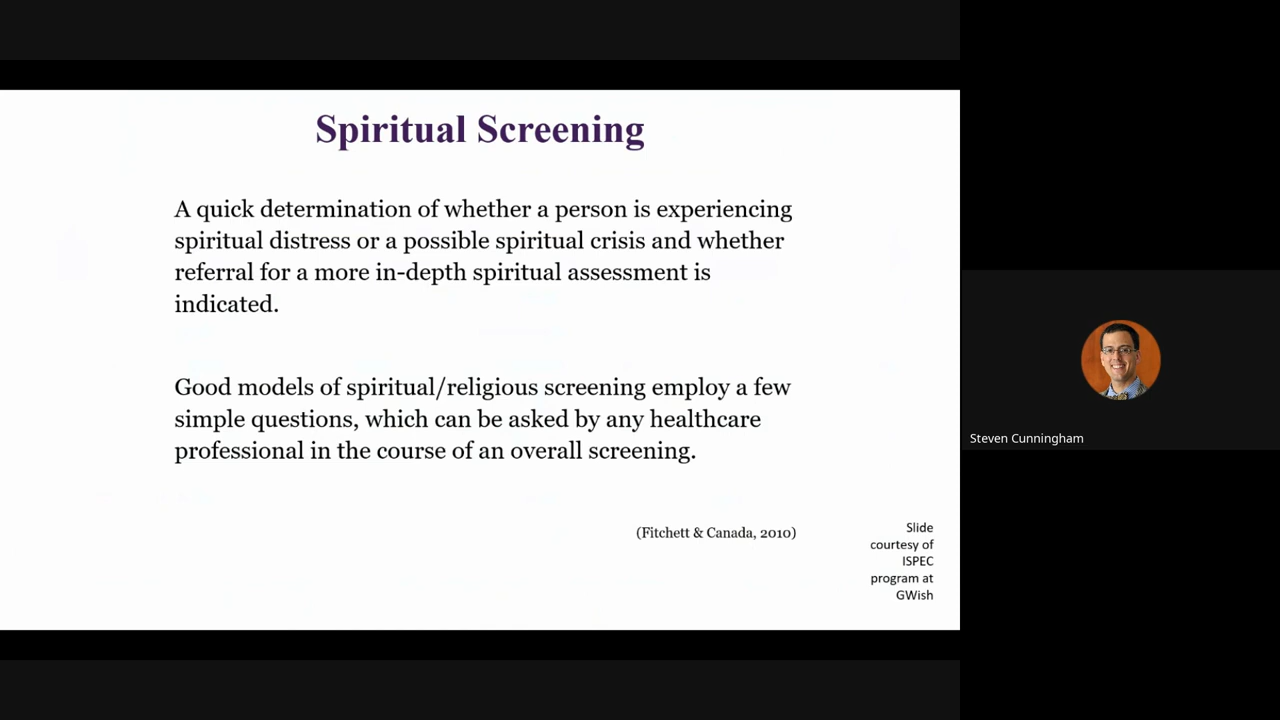 Spiritual Screening
A quick determination of whether a person is experiencing
spiritual distress or a possible spiritual crisis and whether
referral for a more in-depth spiritual assessment is
indicated.
Good models of spiritual/religious screening employ a few
simple questions, which can be asked by any healthcare
professional in the course of an overall screening.
(Fitchett & Canada, 2010)
Slide
courtesy of
ISPEC
program at
GWish
Steven Cunningham